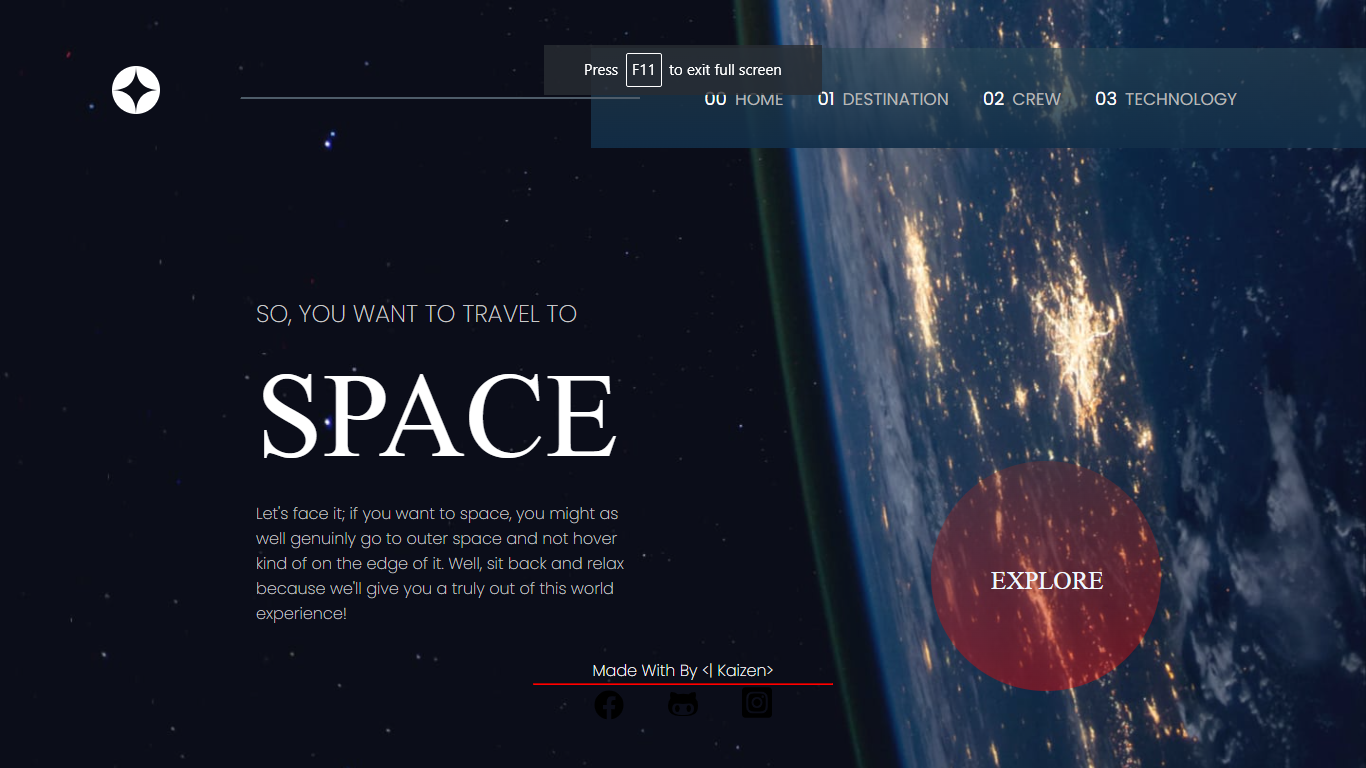 Press F11 to exit full screen
00 HOME 01 DESTINATION 02 CREW 03 TECHNOLOGY
SO, YOU WANT TO TRAVEL TO
SPACE
Let's face it; if you want to space, you might as
well genuinly go to outer space and not hover
kind of on the edge of it. Well, sit back and relax
because we'll give you a truly out of this world
experience!
EXPLORE
Made With By <| Kaizen>